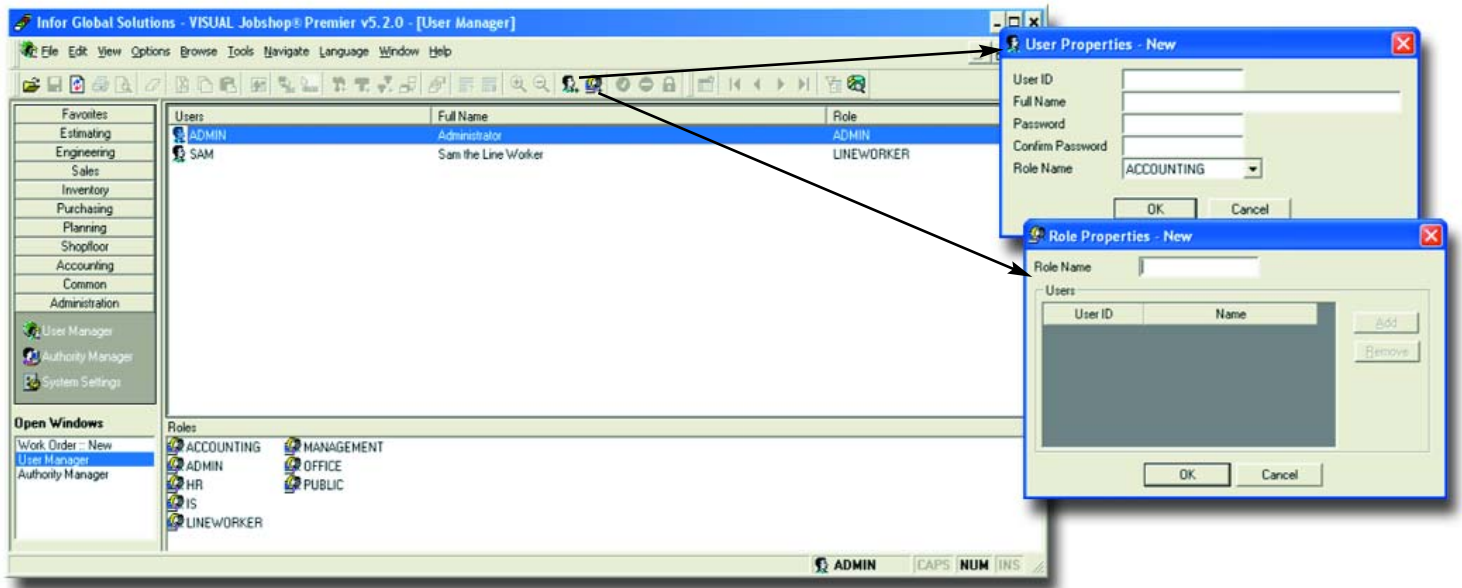 Infor Global Solutions - VISUAL Jobshop® Premier v5.2.0 - [User Manager]
File Edit View Options Browse Tools Navigate Language Window Help
Favorites
Estimating
Engineering
Sales
Inventory
Purchasing
Planning
Shopfloor
Accounting
Common
Administration
User Manager
Authority Manager
System Settings
Open Windows
Work Order :: New
User Manager
Authority Manager
Users Full Name Role
ADMIN Administrator ADMIN
SAM Sam the Line Worker LINEWORKER
Roles
ACCOUNTING MANAGEMENT
ADMIN OFFICE
HR PUBLIC
IS
LINEWORKER
ADMIN CAPS NUM INS
User Properties - New
User ID
Full Name
Password
Confirm Password
Role Name ACCOUNTING
OK Cancel
Role Properties - New
Role Name
Users
User ID Name
Add
Remove
OK Cancel